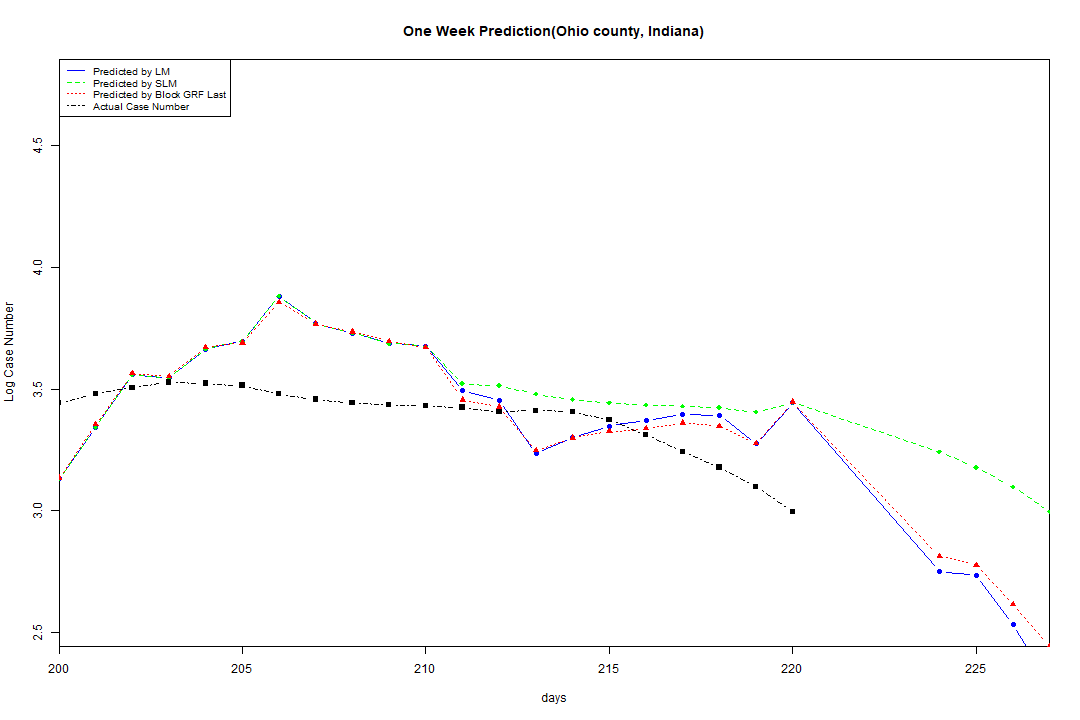 One Week Prediction(Ohio county, Indiana)
Predicted by LM
Predicted by SLM
Predicted by Block GRF Last
Actual Case Number
4.5
4.0
3.5
3.0
2.5
Log Case Number
200 205 210 215 220 225
days